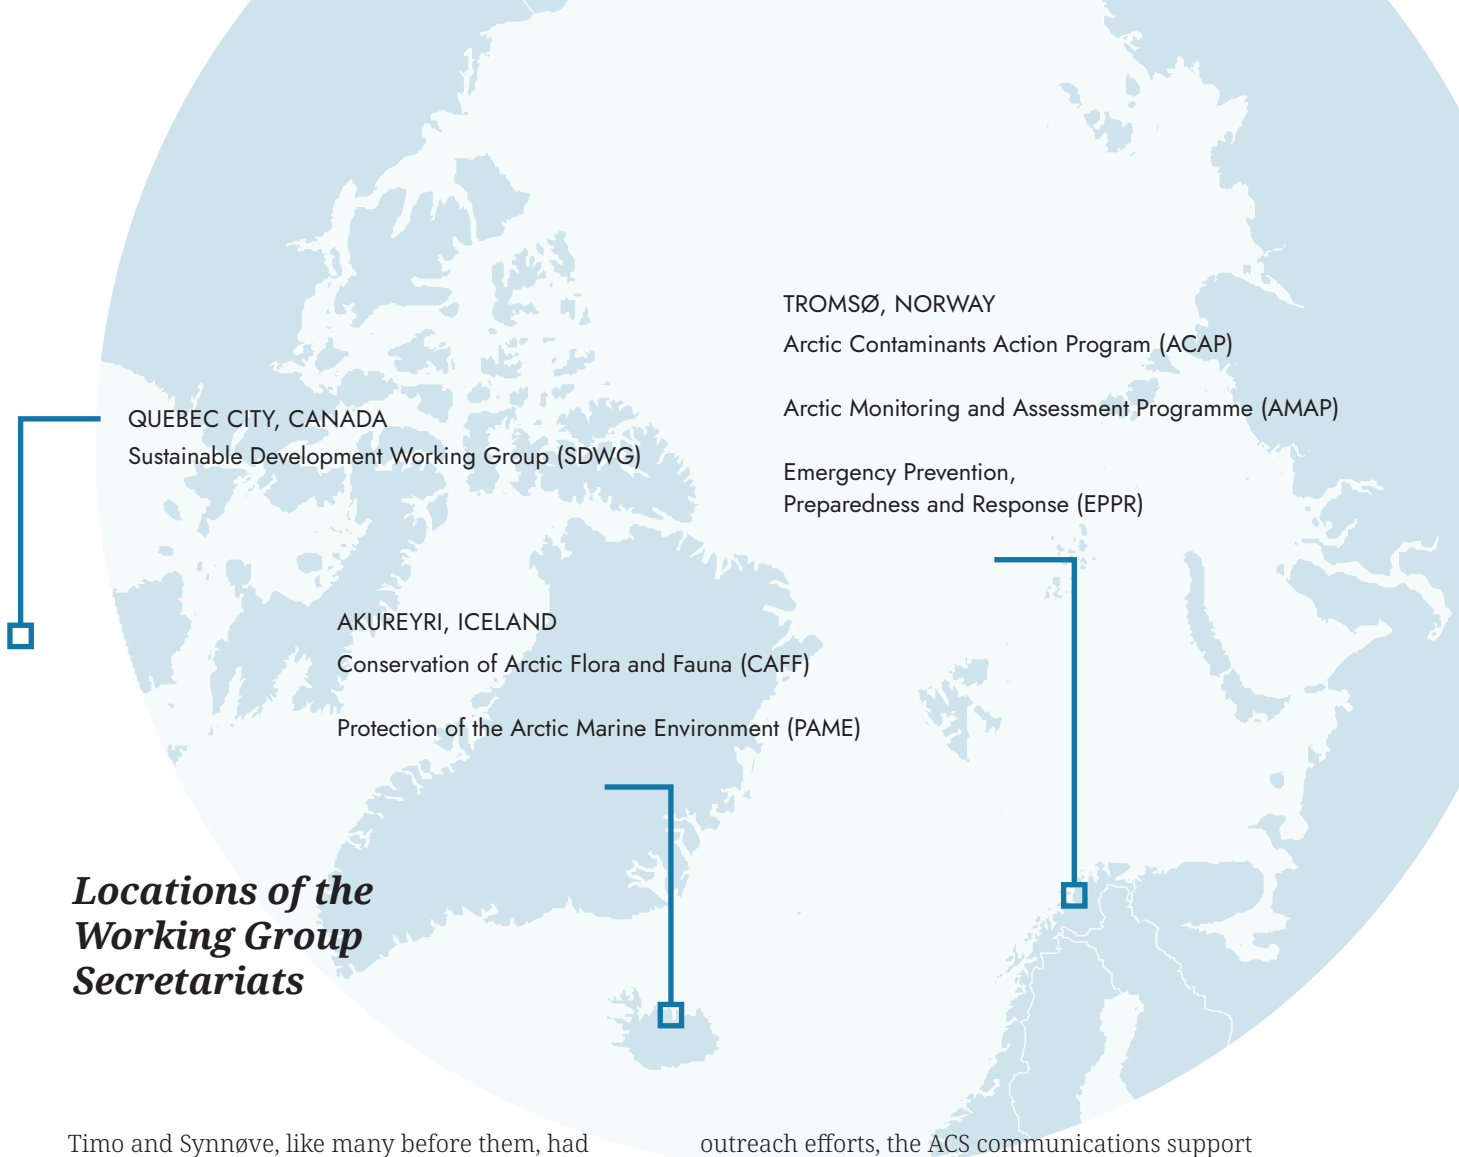 TROMSØ, NORWAY
Arctic Contaminants Action Program (ACAP)
Arctic Monitoring and Assessment Programme (AMAP)
Emergency Prevention,
Preparedness and Response (EPPR)
QUEBEC CITY, CANADA
Sustainable Development Working Group (SDWG)
AKUREYRI, ICELAND
Conservation of Arctic Flora and Fauna (CAFF)
Protection of the Arctic Marine Environment (PAME)
Locations of the
Working Group
Secretariats
Timo and Synnøve, like many before them, had
outreach efforts, the ACS communications support